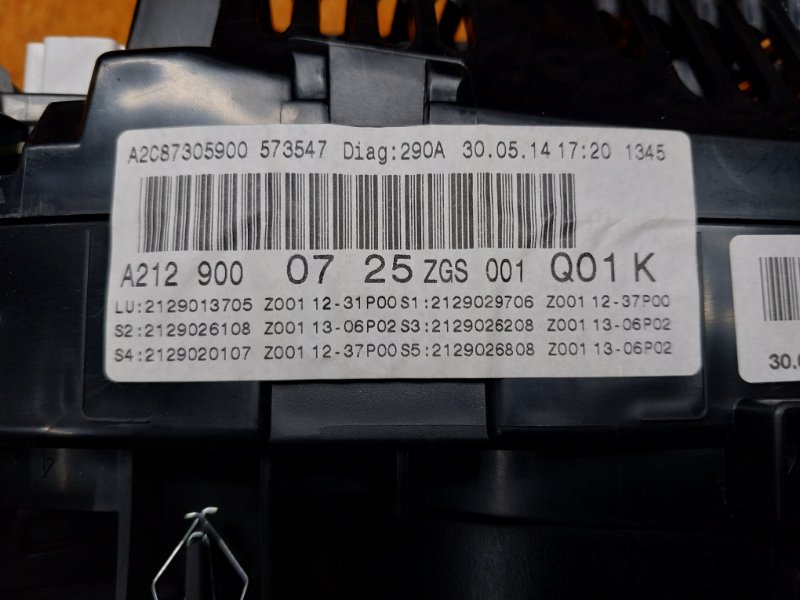 A2C87305900 573547 Diag:290A 30.05.14 17:20 1345
A212 900 07 25 ZGS 001 Q01 K
LU:2129013705 Z001 12-31P00 S1:2129029706 Z001 12-37P00
S2:2129026108 Z001 13-06P02 S3:2129026208 Z001 13-06P02
S4:2129020107 Z001 12-37P00 S5:2129026808 Z001 13-06P02